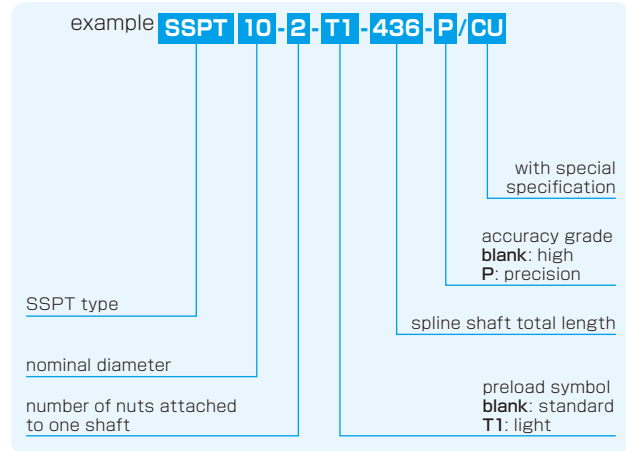 example SSPT 10 - 2 - T1 - 436 - P / CU
with special
specification
accuracy grade
blank: high
P: precision
SSPT type
spline shaft total length
nominal diameter
number of nuts attached
to one shaft
preload symbol
blank: standard
T1: light